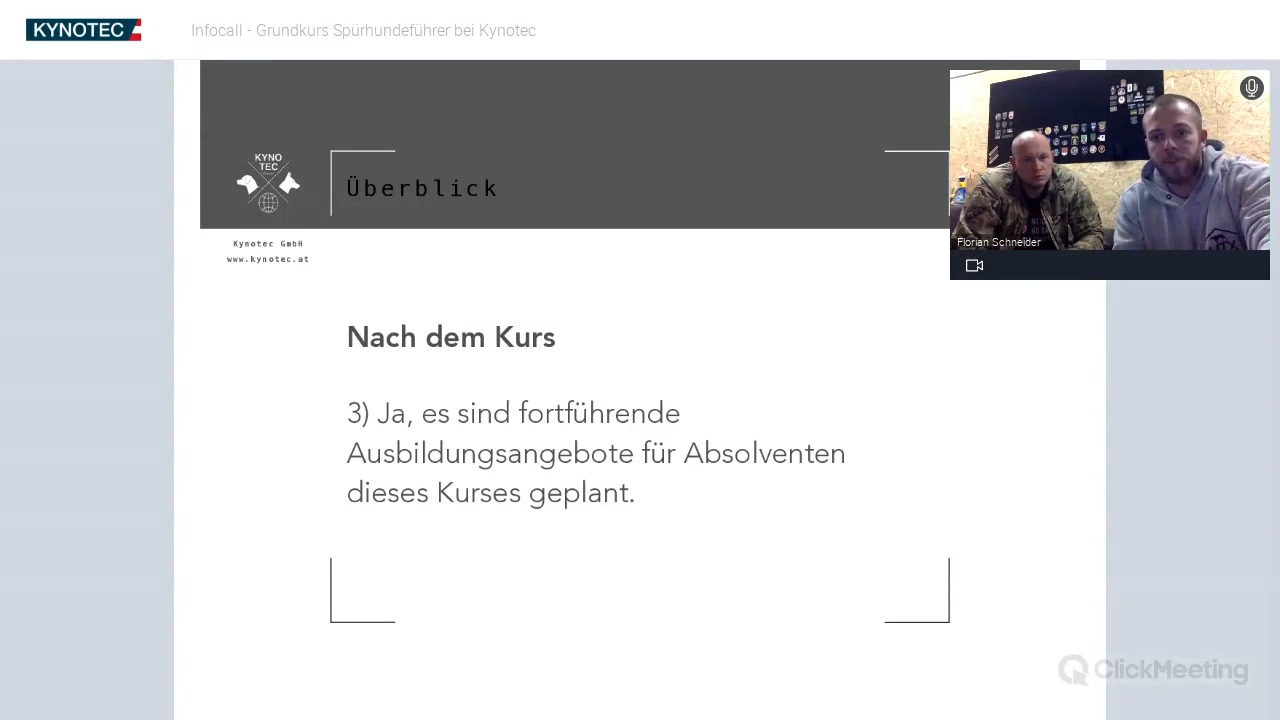 KYNOTEC
Infocall - Grundkurs Spürhundeführer bei Kynotec
KYNO
TEC
Überblick
Kynotec GmbH
www.kynotec.at
Florian Schneider
Nach dem Kurs
3) Ja, es sind fortführende
Ausbildungsangebote für Absolventen
dieses Kurses geplant.
ClickMeeting